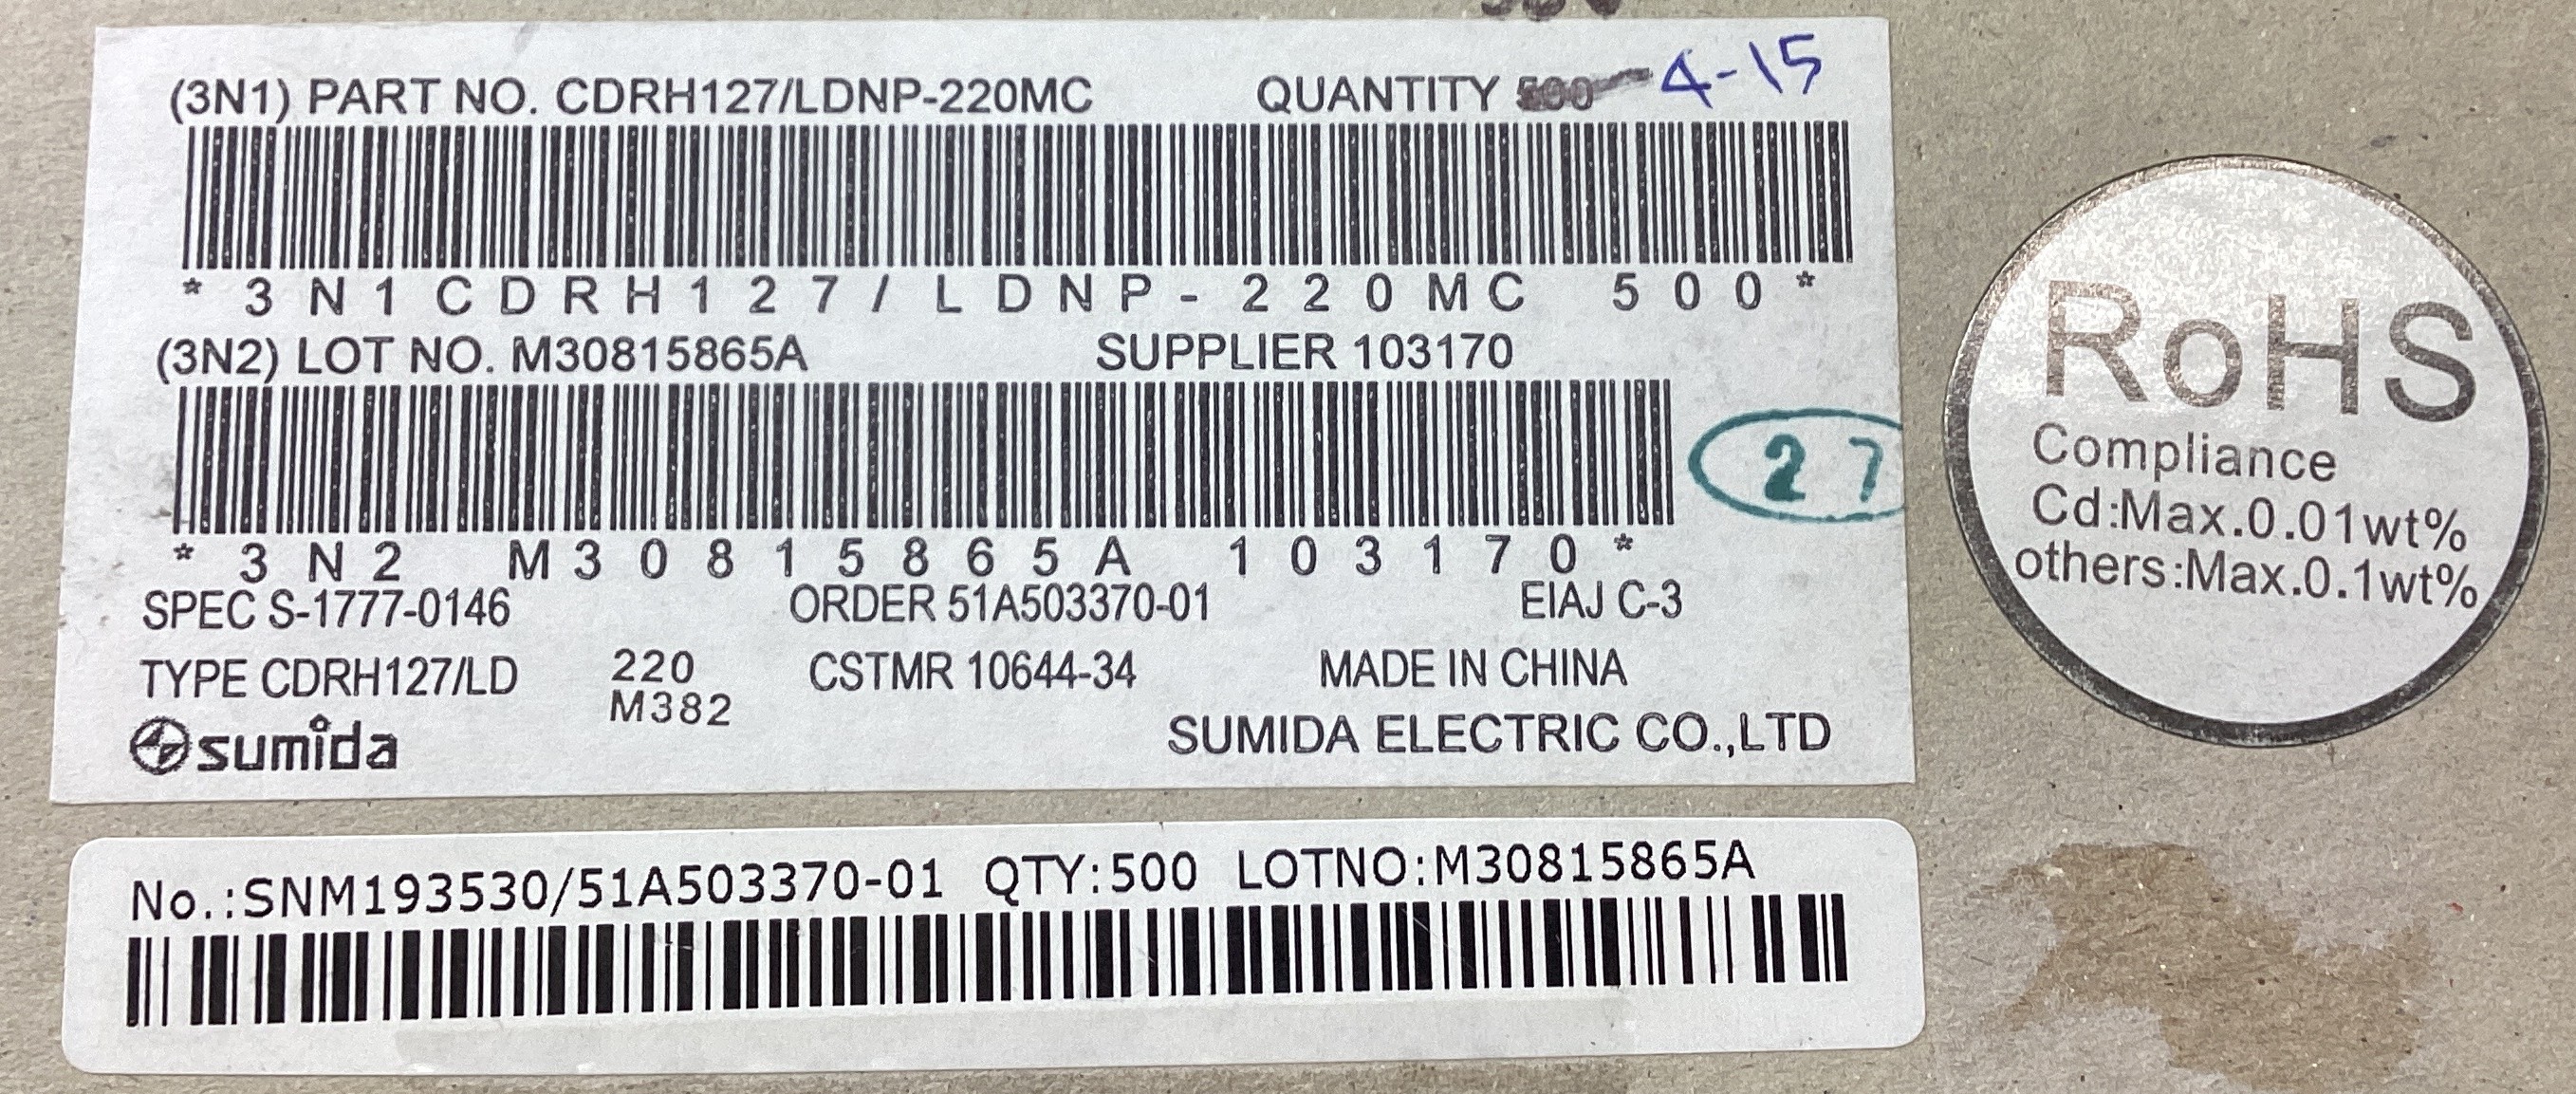 (3N1) PART NO. CDRH127/LDNP-220MC QUANTITY 500 4-15
*3N1CDRH127/LDNP-220MC 500*
(3N2) LOT NO. M30815865A SUPPLIER 103170
27
*3N2 M30815865A 103170*
SPEC S-1777-0146 ORDER 51A503370-01 EIAJ C-3
TYPE CDRH127/LD 220 CSTMR 10644-34 MADE IN CHINA
M382
sumida SUMIDA ELECTRIC CO.,LTD
RoHS
Compliance
Cd:Max.0.01wt%
others:Max.0.1wt%
No.:SNM193530/51A503370-01 QTY:500 LOTNO:M30815865A